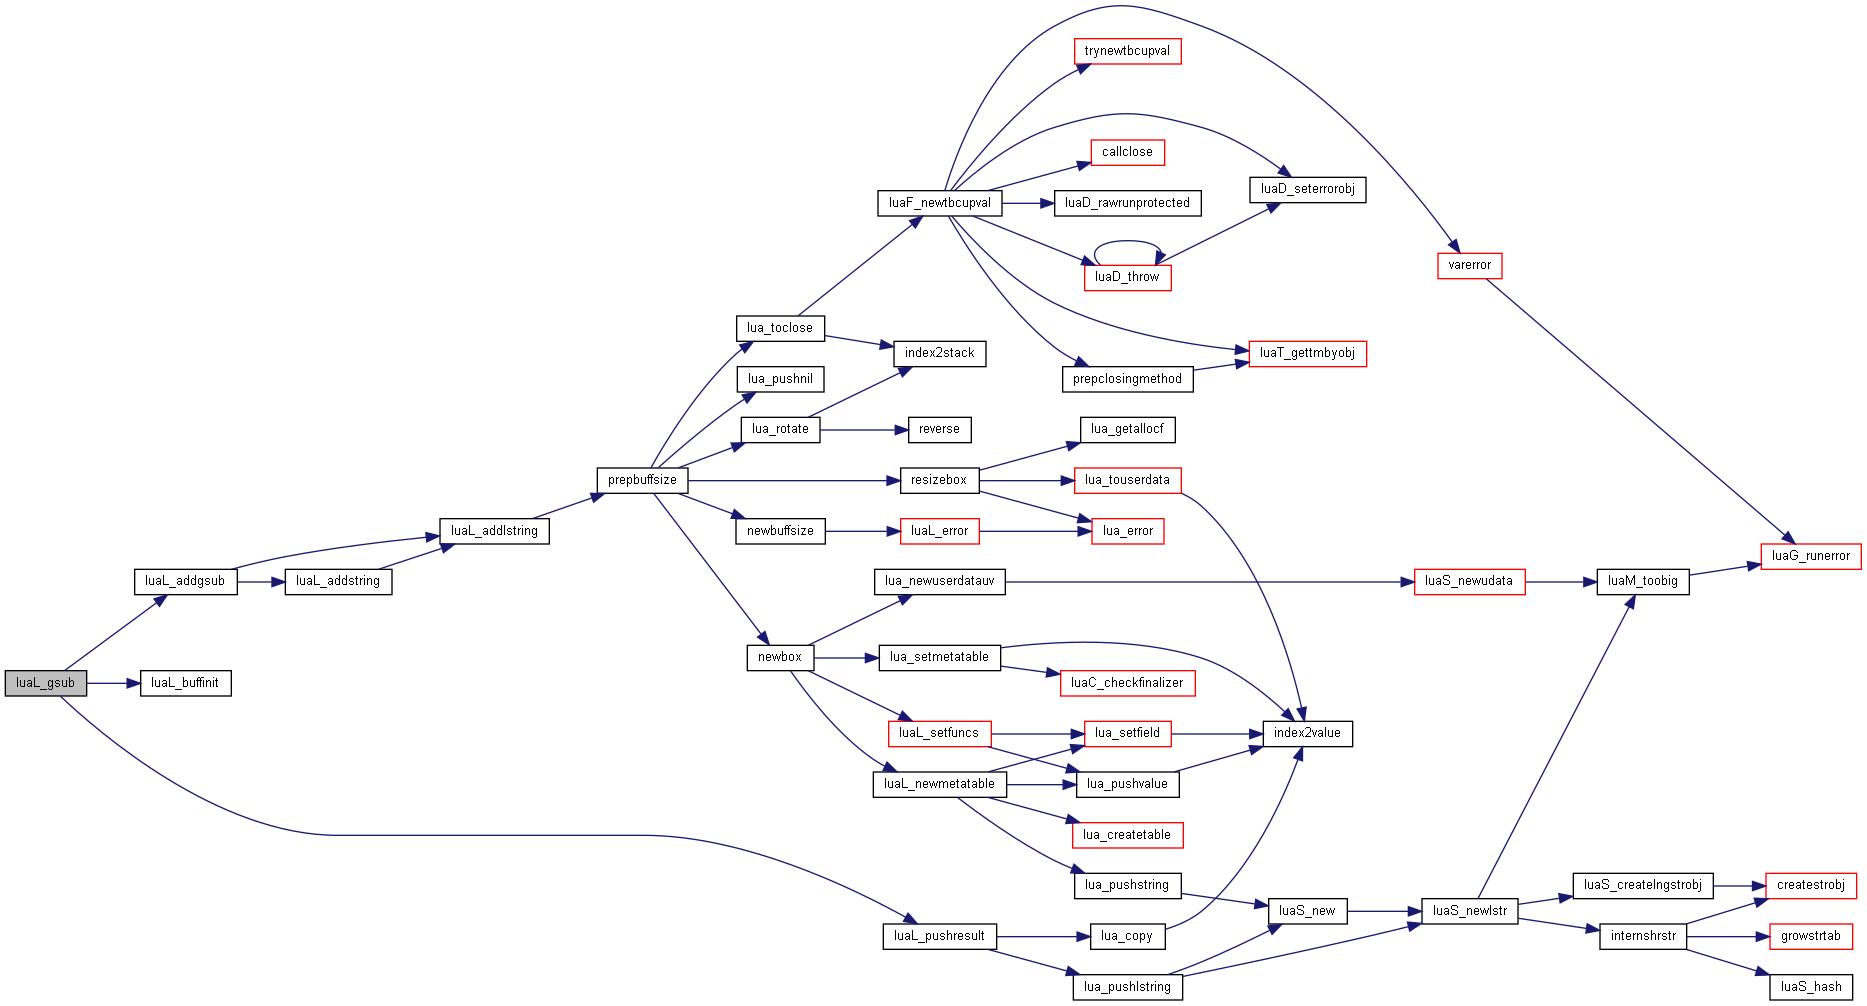 trynewtbcupval
callclose
luaD_seterrorobj
luaF_newtbcupval
luaD_rawrunprotected
varerror
luaD_throw
lua_toclose
index2stack
luaT_gettmbyobj
lua_pushnil
prepclosingmethod
lua_rotate
reverse
lua_getallocf
prepbuffsize
resizebox
lua_touserdata
luaL_addlstring
newbuffsize
luaL_error
lua_error
luaG_runerror
luaL_addgsub
luaL_addstring
lua_newuserdatauv
luaS_newudata
luaM_toobig
newbox
lua_setmetatable
luaL_gsub
luaL_buffinit
luaC_checkfinalizer
luaL_setfuncs
lua_setfield
index2value
luaL_newmetatable
lua_pushvalue
lua_createtable
lua_pushstring
luaS_createlngstrobj
createstrobj
luaS_new
luaS_newlstr
luaL_pushresult
lua_copy
internshrstr
growstrtab
lua_pushlstring
luaS_hash